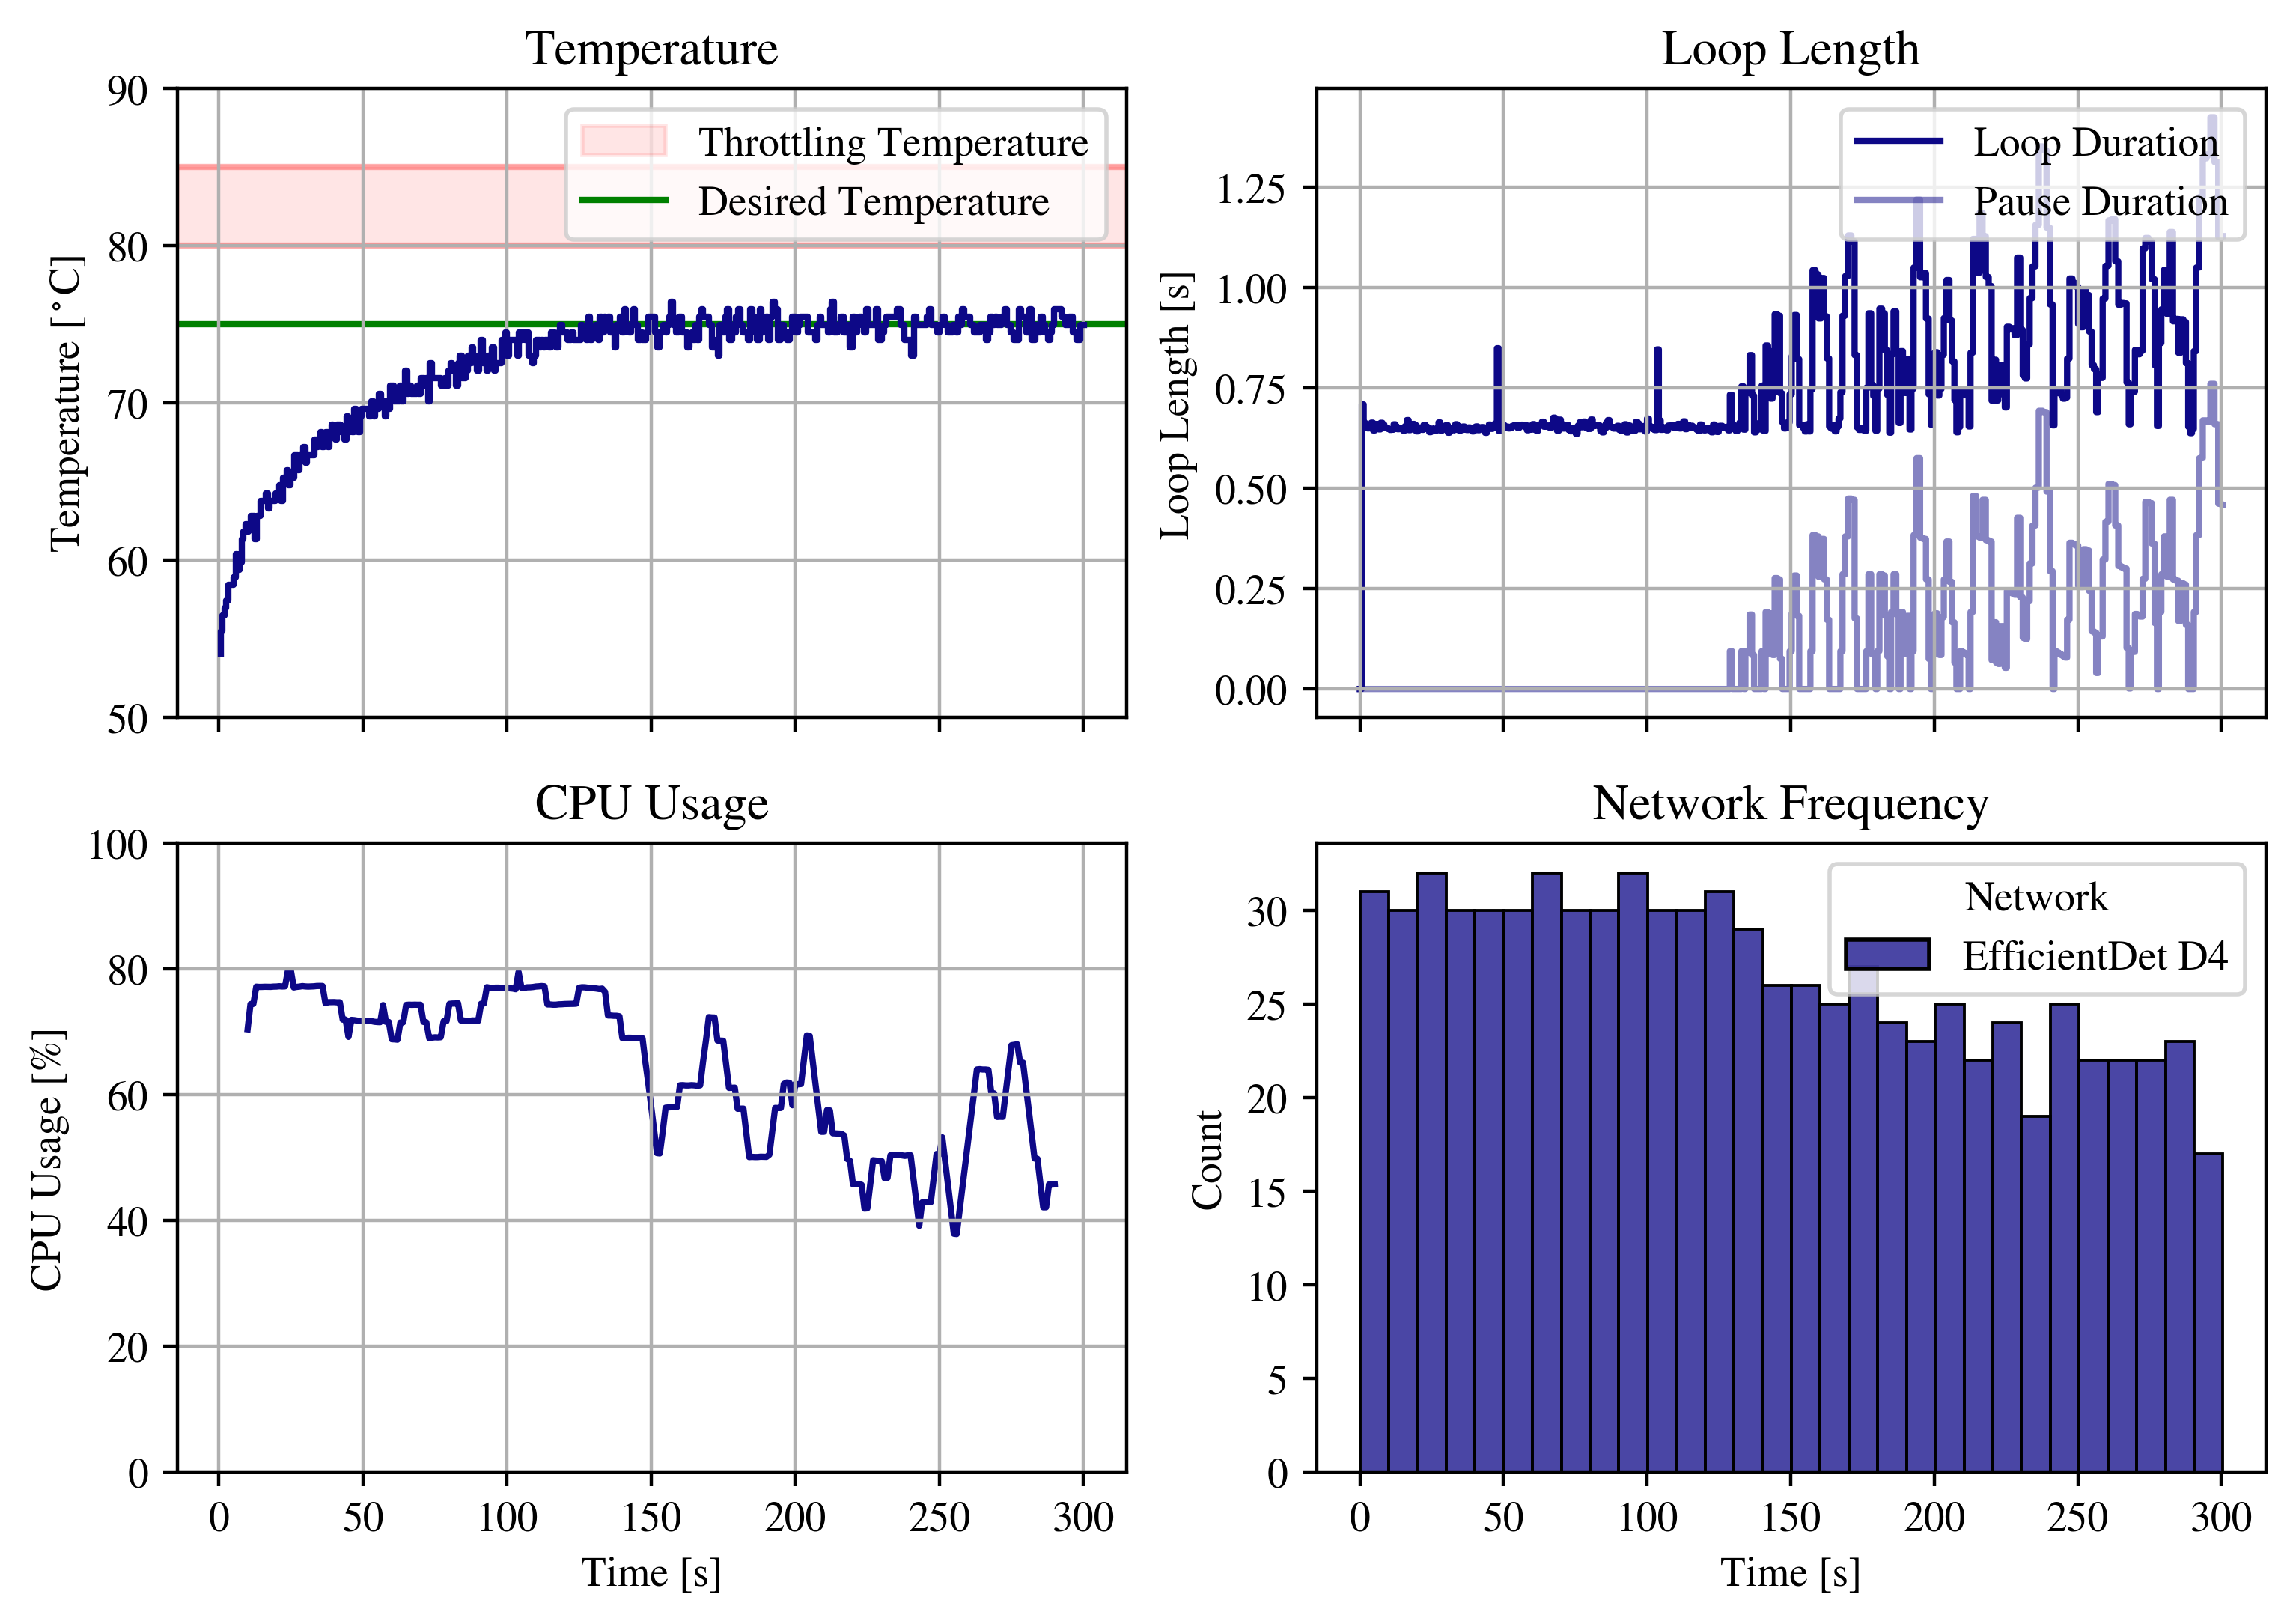 Temperature
90
80
70
60
50
Temperature [°C]
Throttling Temperature
Desired Temperature
Loop Length
1.25
1.00
0.75
0.50
0.25
0.00
Loop Length [s]
Loop Duration
Pause Duration
CPU Usage
100
80
60
40
20
0
CPU Usage [%]
0 50 100 150 200 250 300
Time [s]
Network Frequency
30
25
20
15
10
5
0
Count
Network
EfficientDet D4
0 50 100 150 200 250 300
Time [s]